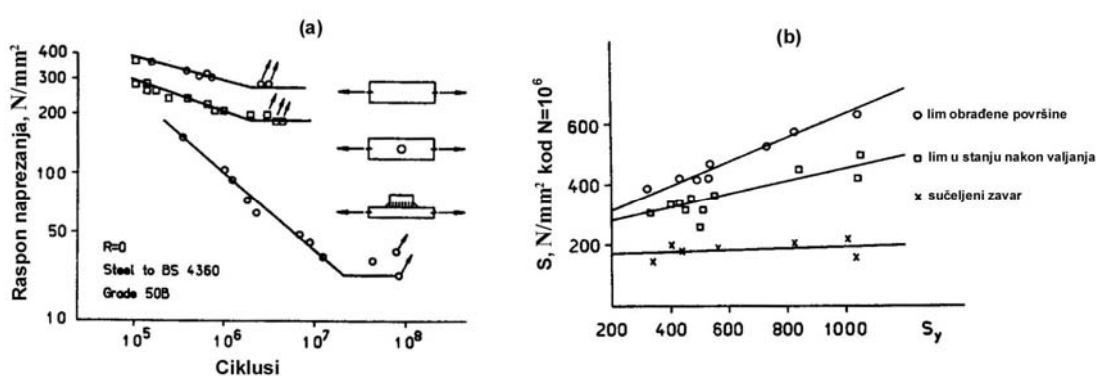 (a)
Raspon naprezanja, N/mm²
400
300
200
100
50
10
R=0
Steel to BS 4360
Grade 50B
10⁵ 10⁶ 10⁷ 10⁸
Ciklusi
(b)
S, N/mm² kod N=10⁶
600
400
200
200 400 600 800 1000 Sy
lim obrađene površine
lim u stanju nakon valjanja
sučeljeni zavar